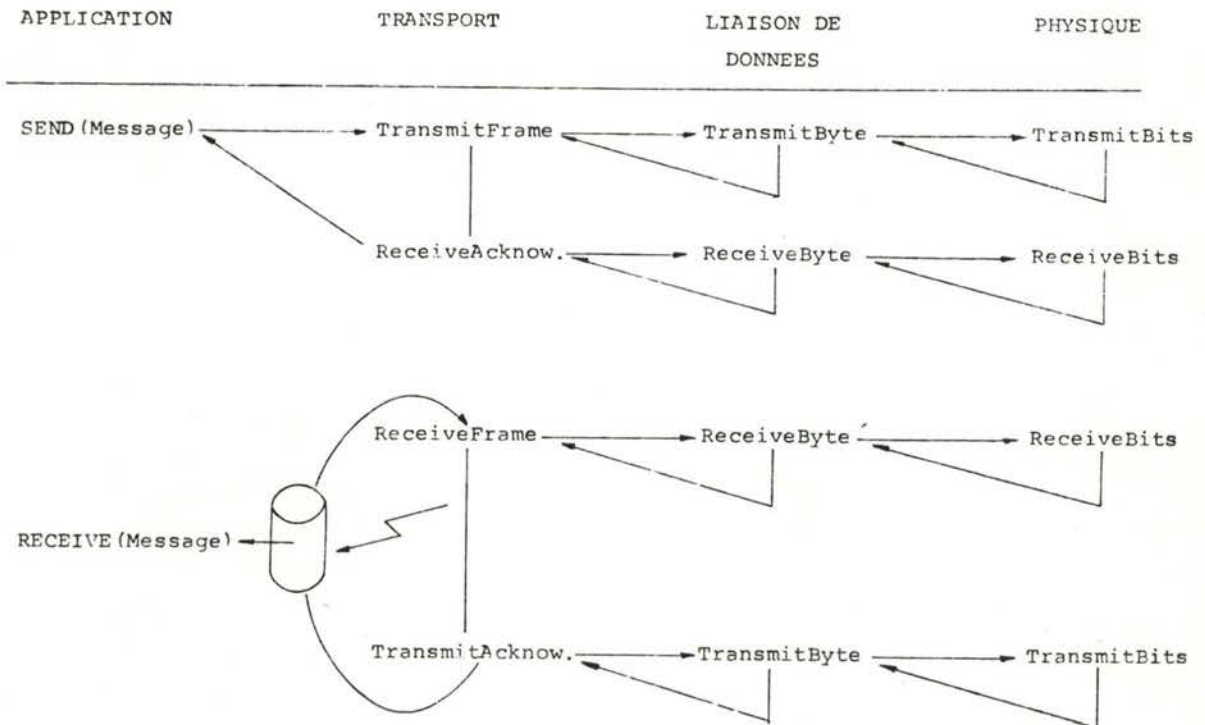 APPLICATION TRANSPORT LIAISON DE DONNEES PHYSIQUE
SEND(Message) TransmitFrame TransmitByte TransmitBits
ReceiveAcknow. ReceiveByte ReceiveBits
ReceiveFrame ReceiveByte ReceiveBits
RECEIVE(Message)
TransmitAcknow. TransmitByte TransmitBits